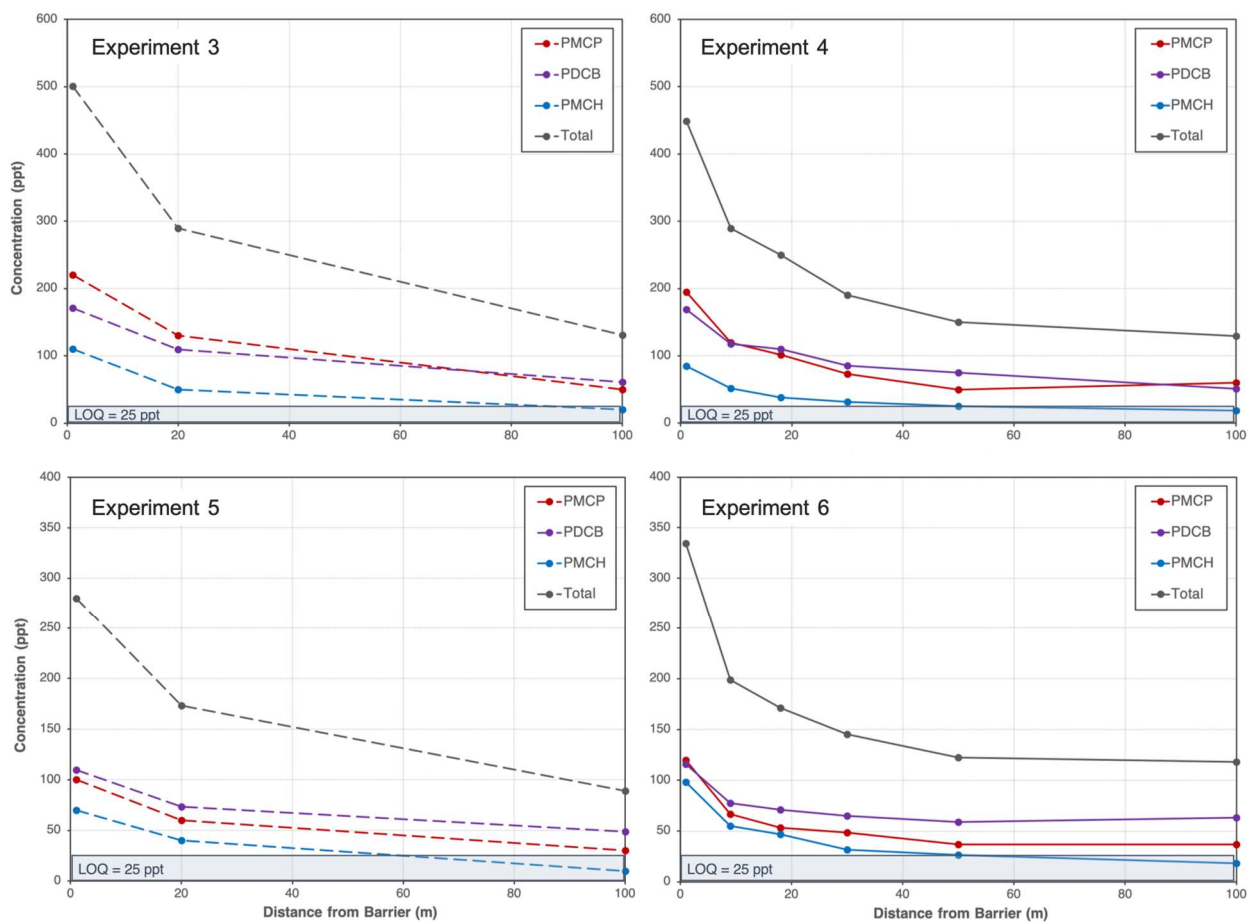 Experiment 3
PMCP
PDCB
PMCH
Total
600
500
400
300
200
100
0
Concentration (ppt)
LOQ = 25 ppt
0 20 40 60 80 100
Experiment 4
PMCP
PDCB
PMCH
Total
600
500
400
300
200
100
0
LOQ = 25 ppt
0 20 40 60 80 100
Experiment 5
PMCP
PDCB
PMCH
Total
400
350
300
250
200
150
100
50
0
Concentration (ppt)
LOQ = 25 ppt
0 20 40 60 80 100
Distance from Barrier (m)
Experiment 6
PMCP
PDCB
PMCH
Total
400
350
300
250
200
150
100
50
0
LOQ = 25 ppt
0 20 40 60 80 100
Distance from Barrier (m)